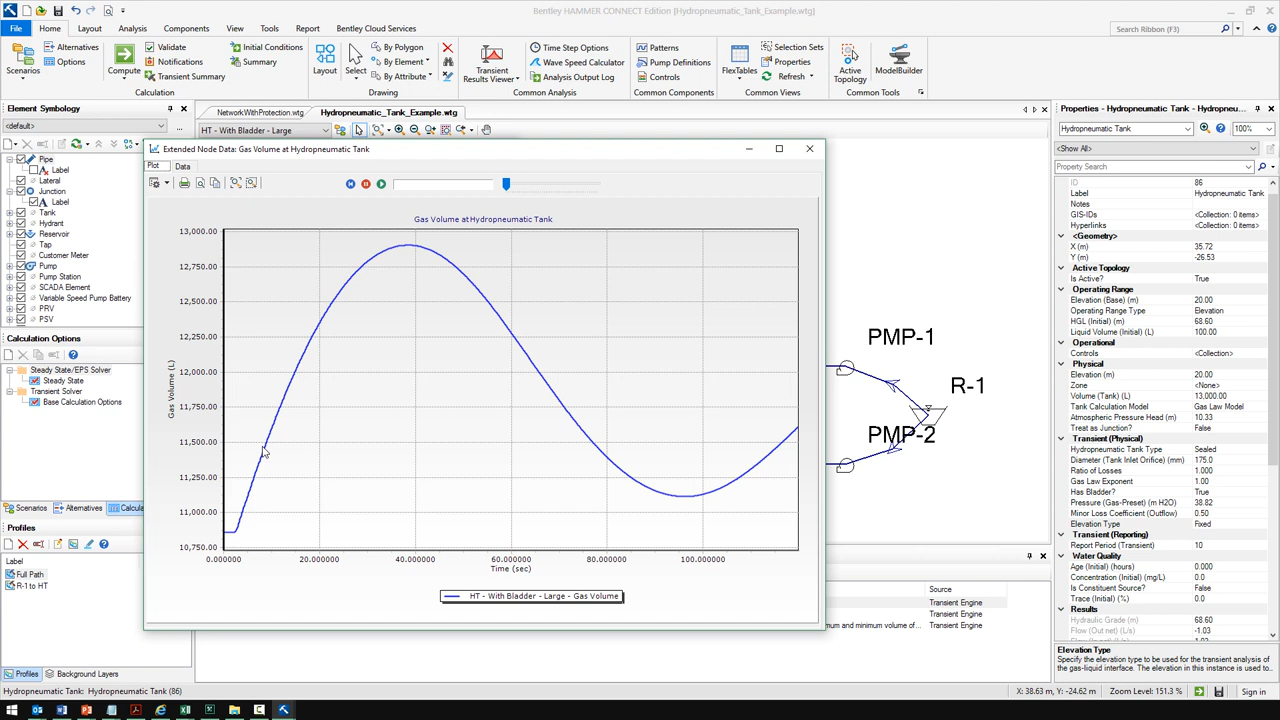 Bentley HAMMER CONNECT Edition [Hydropneumatic_Tank_Example.wtg]
File Home Layout Analysis Components View Tools Report Bentley Cloud Services Search Ribbon (F3)
Scenarios Alternatives Options Compute Validate Notifications Transient Summary Initial Conditions Summary
Layout Select By Polygon By Element By Attribute Transient Results Viewer Time Step Options Wave Speed Calculator Analysis Output Log
Patterns Pump Definitions Controls FlexTables Selection Sets Properties Refresh Active Topology ModelBuilder
Calculation Drawing Common Analysis Common Components Common Views Common Tools
Element Symbology
<default>
Pipe
Label
Lateral
Junction
Label
Tank
Hydrant
Reservoir
Tap
Customer Meter
Pump
Pump Station
SCADA Element
Variable Speed Pump Battery
PRV
PSV
Calculation Options
Steady State/EPS Solver
Steady State
Transient Solver
Base Calculation Options
Scenarios Alternatives Calcula
Profiles
Label
Full Path
R-1 to HT
Profiles Background Layers
NetworkWithProtection.wtg Hydropneumatic_Tank_Example.wtg
HT - With Bladder - Large
Extended Node Data: Gas Volume at Hydropneumatic Tank
Plot Data
Gas Volume at Hydropneumatic Tank
Gas Volume (L)
13,000.00
12,750.00
12,500.00
12,250.00
12,000.00
11,750.00
11,500.00
11,250.00
11,000.00
10,750.00
0.000000 20.000000 40.000000 60.000000 80.000000 100.000000
Time (sec)
HT - With Bladder - Large - Gas Volume
PMP-1
R-1
PMP-2
Source
Transient Engine
Transient Engine
mum and minimum volume of... Transient Engine
Properties - Hydropneumatic Tank - Hydropneu...
Hydropneumatic Tank 100%
<Show All>
Property Search
ID 86
Label Hydropneumatic Tank
Notes
GIS-IDs <Collection: 0 items>
Hyperlinks <Collection: 0 items>
<Geometry>
X (m) 35.72
Y (m) -26.53
Active Topology
Is Active? True
Operating Range
Elevation (Base) (m) 20.00
Operating Range Type Elevation
HGL (Initial) (m) 68.60
Liquid Volume (Initial) (L) 100.00
Operational
Controls <Collection>
Physical
Elevation (m) 20.00
Zone <None>
Volume (Tank) (L) 13,000.00
Tank Calculation Model Gas Law Model
Atmospheric Pressure Head (m) 10.33
Treat as Junction? False
Transient (Physical)
Hydropneumatic Tank Type Sealed
Diameter (Tank Inlet Orifice) (mm) 175.0
Ratio of Losses 1.000
Gas Law Exponent 1.00
Has Bladder? True
Pressure (Gas-Preset) (m H2O) 38.82
Minor Loss Coefficient (Outflow) 0.50
Elevation Type Fixed
Transient (Reporting)
Report Period (Transient) 10
Water Quality
Age (Initial) (hours) 0.000
Concentration (Initial) (mg/L) 0.0
Is Constituent Source? False
Trace (Initial) (%) 0.0
Results
Hydraulic Grade (m) 68.60
Flow (Out net) (L/s) -1.03
Elevation Type
Specify the elevation type to be used for the transient analysis of the gas-liquid interface. The elevation in this instance is used to...
Hydropneumatic Tank: Hydropneumatic Tank (86) X: 38.63 m, Y: -24.62 m Zoom Level: 151.3 % Sign in